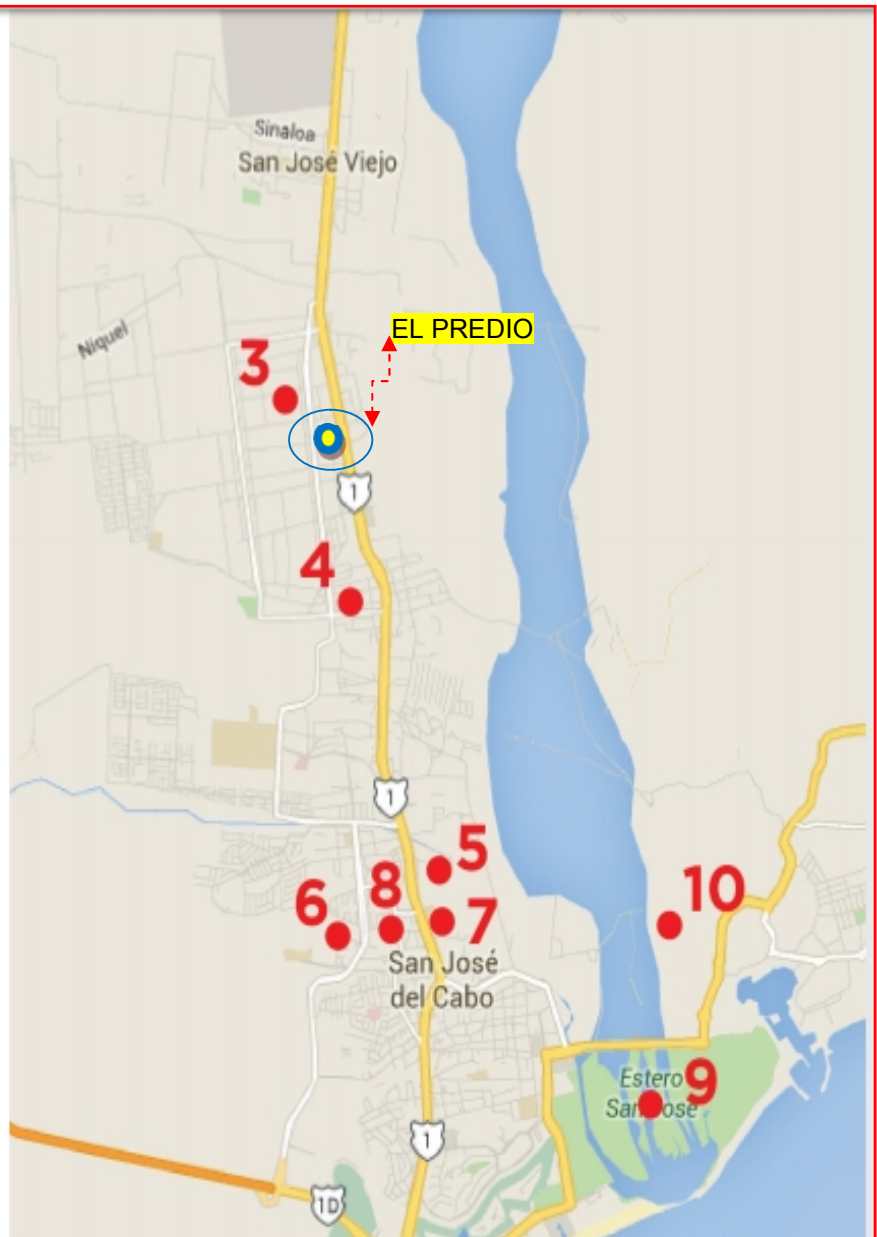 Sinaloa
San José Viejo
EL PREDIO
Niquel
3
1
4
1
5
6
8
7
10
San José
del Cabo
Estero
San José
9
1
1D